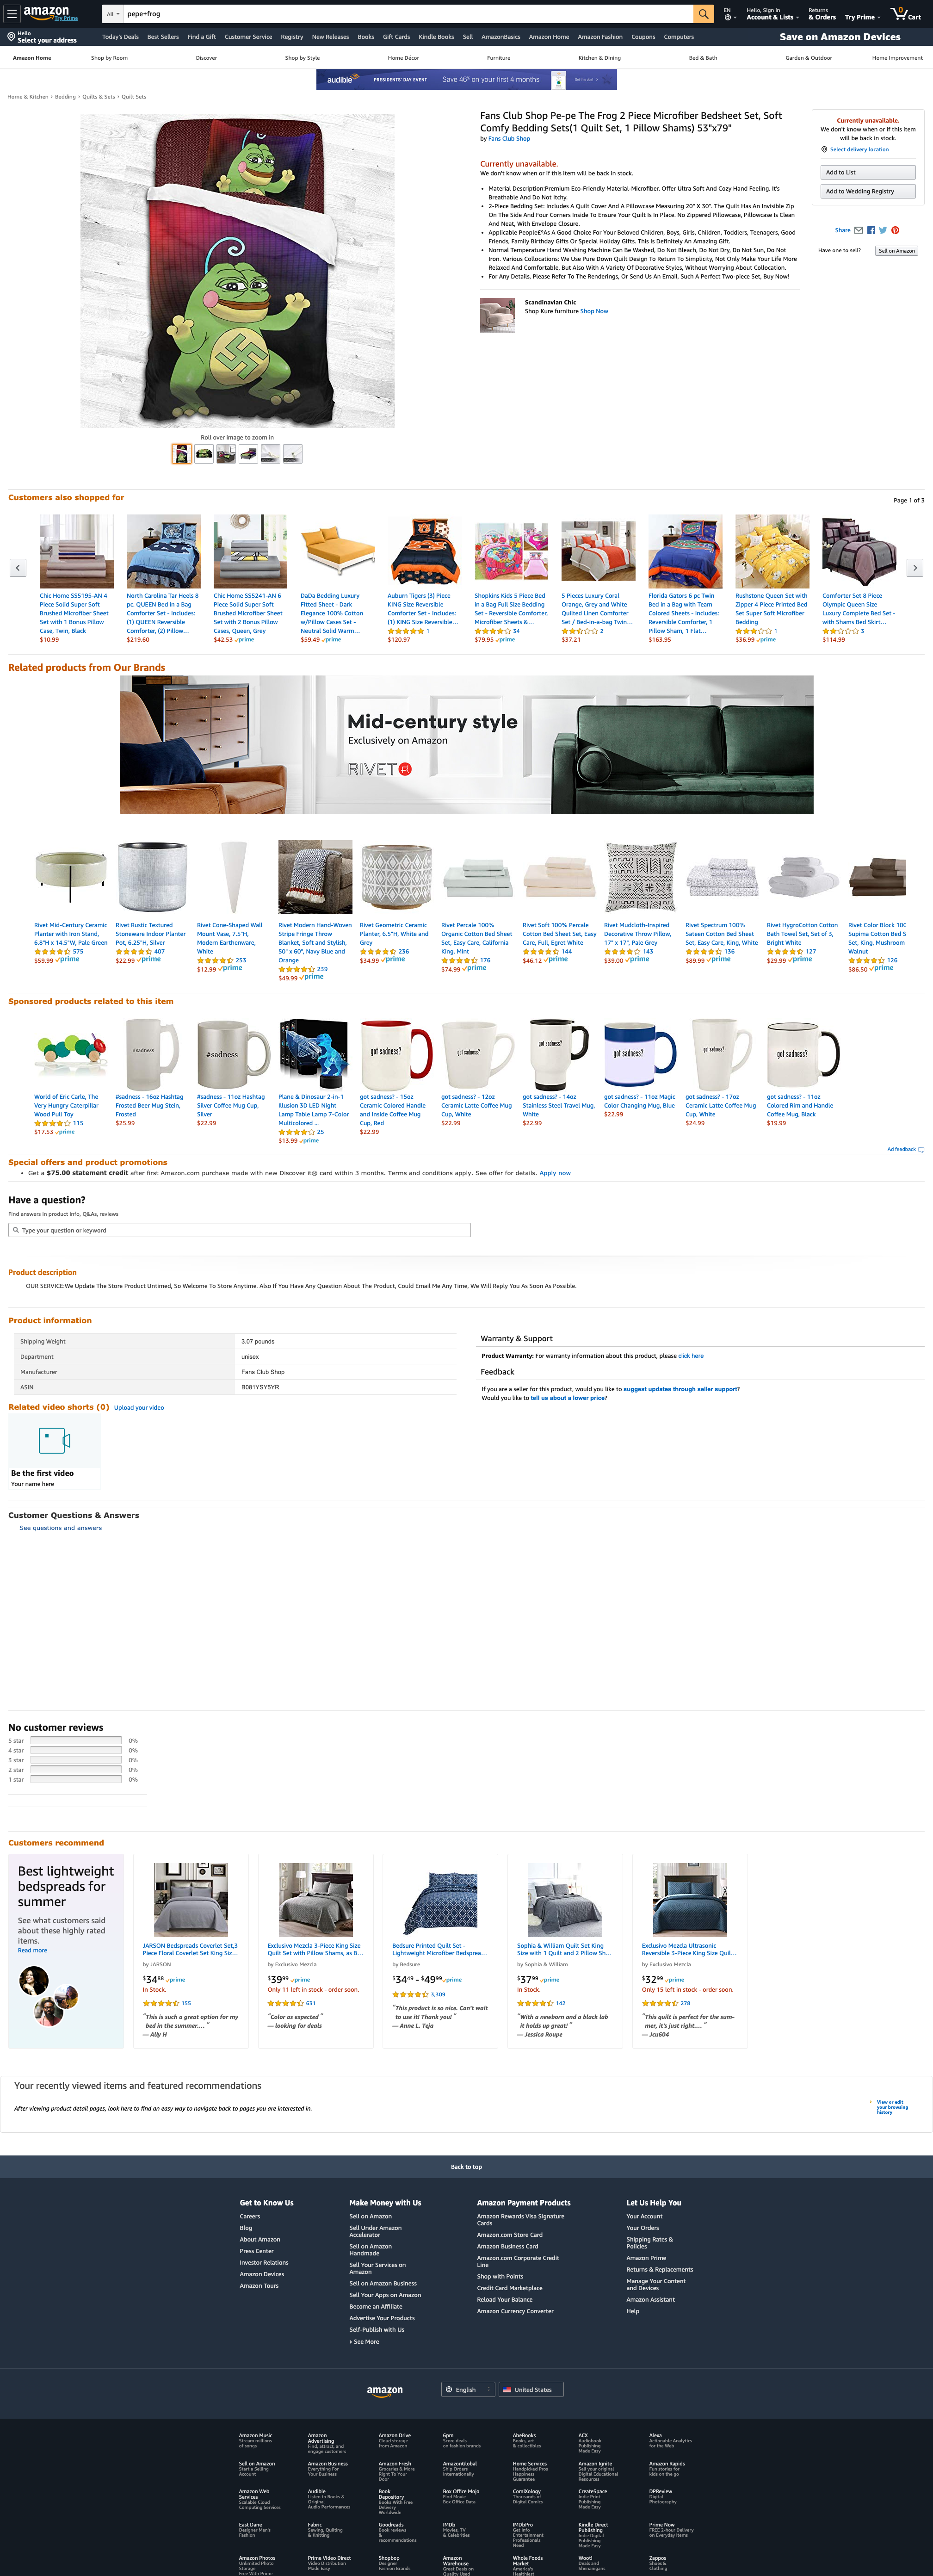 amazon
Try Prime
All
pepe+frog
EN
Hello, Sign in
Account & Lists
Returns
& Orders
Try Prime
0
Cart
Hello
Select your address
Today's Deals Best Sellers Find a Gift Customer Service Registry New Releases Books Gift Cards Kindle Books Sell AmazonBasics Amazon Home Amazon Fashion Coupons Computers
Save on Amazon Devices
Amazon Home Shop by Room Discover Shop by Style Home Décor Furniture Kitchen & Dining Bed & Bath Garden & Outdoor Home Improvement
audible PRESIDENTS' DAY EVENT Save 46% on your first 4 months
Home & Kitchen › Bedding › Quilts & Sets › Quilt Sets
Fans Club Shop Pe-pe The Frog 2 Piece Microfiber Bedsheet Set, Soft
Comfy Bedding Sets(1 Quilt Set, 1 Pillow Shams) 53"x79"
by Fans Club Shop
Currently unavailable.
We don't know when or if this item will be back in stock.
• Material Description:Premium Eco-Friendly Material-Microfiber. Offer Ultra Soft And Cozy Hand Feeling. It's
Breathable And Do Not Itchy.
• 2-Piece Bedding Set: Includes A Quilt Cover And A Pillowcase Measuring 20" X 30". The Quilt Has An Invisible Zip
On The Side And Four Corners Inside To Ensure Your Quilt Is In Place. No Zippered Pillowcase, Pillowcase Is Clean
And Neat, With Envelope Closure.
• Normal Temperature Hand Washing Machine Can Be Washed, Do Not Bleach, Do Not Dry, Do Not Sun, Do Not
Iron, Various Collocations: We Use Pure Down Quilt Design To Return To Simplicity, Not Only Make Your Life More
Relaxed And Comfortable, But Also With A Variety Of Decorative Styles, Without Worrying About Collocation.
• For Any Details, Please Refer To The Renderings, Or Send Us An Email, Such A Perfect Two-piece Set, Buy Now!
Scandinavian Chic
Shop Kure furniture Shop Now
Currently unavailable.
We don't know when or if this item
will be back in stock.
Select delivery location
Add to List
Add to Wedding Registry
Share
Have one to sell?
Sell on Amazon
Roll over image to zoom in
Customers also shopped for
Page 1 of 3
Chic Home SS5195-AN 4
Piece Solid Super Soft
Brushed Microfiber Sheet
Set with 1 Bonus Pillow
Case, Twin, Black
$10.99
North Carolina Tar Heels 8
pc. QUEEN Bed in a Bag
Comforter Set - Includes:
(1) QUEEN Reversible
Comforter, (2) Pillow…
$219.60
Chic Home SS5241-AN 6
Piece Solid Super Soft
Brushed Microfiber Sheet
Set with 2 Bonus Pillow
Cases, Queen, Grey
$42.53 prime
DaDa Bedding Luxury
Fitted Sheet - Dark
Elegance 100% Cotton
w/Pillow Cases Set -
Neutral Solid Warm…
$59.49 prime
Auburn Tigers (3) Piece
KING Size Reversible
Comforter Set - Includes:
(1) KING Size Reversible…
1
$120.97
Shopkins Kids 5 Piece Bed
in a Bag Full Size Bedding
Set - Reversible Comforter,
Microfiber Sheets &…
34
$79.95 prime
5 Pieces Luxury Coral
Orange, Grey and White
Quilted Linen Comforter
Set / Bed-in-a-bag Twin…
2
$37.21
Florida Gators 6 pc Twin
Bed in a Bag with Team
Colored Sheets - Includes:
Reversible Comforter, 1
Pillow Sham, 1 Flat…
$163.95
Rushstone Queen Set with
Zipper 4 Piece Printed Bed
Set Super Soft Microfiber
Bedding
1
$36.99 prime
Comforter Set 8 Piece
Olympic Queen Size
Luxury Complete Bed Set -
with Shams Bed Skirt…
3
$114.99
Related products from Our Brands
Mid-century style
Exclusively on Amazon
RIVET
Rivet Mid-Century Ceramic
Planter with Iron Stand,
6.8"H x 14.5"W, Pale Green
575
$59.99 prime
Rivet Rustic Textured
Stoneware Indoor Planter
Pot, 6.25"H, Silver
407
$22.99 prime
Rivet Cone-Shaped Wall
Mount Vase, 7.5"H,
Modern Earthenware,
White
253
$12.99 prime
Rivet Modern Hand-Woven
Stripe Fringe Throw
Blanket, Soft and Stylish,
50" x 60", Navy Blue and
Orange
239
$49.99 prime
Rivet Geometric Ceramic
Planter, 6.5"H, White and
Grey
236
$34.99 prime
Rivet Percale 100%
Organic Cotton Bed Sheet
Set, Easy Care, California
King, Mint
176
$74.99 prime
Rivet Soft 100% Percale
Cotton Bed Sheet Set, Easy
Care, Full, Egret White
144
$46.12 prime
Rivet Mudcloth-Inspired
Decorative Throw Pillow,
17" x 17", Pale Grey
143
$39.00 prime
Rivet Spectrum 100%
Sateen Cotton Bed Sheet
Set, Easy Care, King, White
136
$89.99 prime
Rivet HygroCotton Cotton
Bath Towel Set, Set of 3,
Bright White
127
$29.99 prime
Rivet Color Block 100
Supima Cotton Bed S
Set, King, Mushroom
Walnut
126
$86.50 prime
Sponsored products related to this item
#sadness
#sadness
got sadness?
got sadness?
got sadness?
got sadness?
got sadness?
got sadness?
World of Eric Carle, The
Very Hungry Caterpillar
Wood Pull Toy
115
$17.53 prime
#sadness - 16oz Hashtag
Frosted Beer Mug Stein,
Frosted
$25.99
#sadness - 11oz Hashtag
Silver Coffee Mug Cup,
Silver
$22.99
Plane & Dinosaur 2-in-1
Illusion 3D LED Night
Lamp Table Lamp 7-Color
Multicolored ...
25
$13.99 prime
got sadness? - 15oz
Ceramic Colored Handle
and Inside Coffee Mug
Cup, Red
$22.99
got sadness? - 12oz
Ceramic Latte Coffee Mug
Cup, White
$22.99
got sadness? - 14oz
Stainless Steel Travel Mug,
White
$22.99
got sadness? - 11oz Magic
Color Changing Mug, Blue
$22.99
got sadness? - 17oz
Ceramic Latte Coffee Mug
Cup, White
$24.99
got sadness? - 11oz
Colored Rim and Handle
Coffee Mug, Black
$19.99
Ad feedback
Special offers and product promotions
• Get a $75.00 statement credit after first Amazon.com purchase made with new Discover it® card within 3 months. Terms and conditions apply. See offer for details. Apply now
Have a question?
Find answers in product info, Q&As, reviews
Type your question or keyword
Product description
OUR SERVICE:We Update The Store Product Untimed, So Welcome To Store Anytime. Also If You Have Any Question About The Product, Could Email Me Any Time, We Will Reply You As Soon As Possible.
Product information
Shipping Weight 3.07 pounds
Department unisex
Manufacturer Fans Club Shop
ASIN B081YSY5YR
Warranty & Support
Product Warranty: For warranty information about this product, please click here
Feedback
If you are a seller for this product, would you like to suggest updates through seller support?
Would you like to tell us about a lower price?
Related video shorts (0) Upload your video
Be the first video
Your name here
Customer Questions & Answers
See questions and answers
No customer reviews
5 star 0%
4 star 0%
3 star 0%
2 star 0%
1 star 0%
Customers recommend
Best lightweight
bedspreads for
summer
See what customers said
about these highly rated
items.
Read more
JARSON Bedspreads Coverlet Set,3
Piece Floral Coverlet Set King Siz…
by JARSON
$34.88 prime
In Stock.
155
"This is such a great option for my
bed in the summer.…"
— Ally H
Exclusivo Mezcla 3-Piece King Size
Quilt Set with Pillow Shams, as B…
by Exclusivo Mezcla
$39.99 prime
Only 11 left in stock - order soon.
631
"Color as expected"
— looking for deals
Bedsure Printed Quilt Set -
Lightweight Microfiber Bedsprea…
by Bedsure
$34.49 - $49.99 prime
3,309
"This product is so nice. Can't wait
to use it! Thank you!"
— Anne L. Teja
Sophia & William Quilt Set King
Size with 1 Quilt and 2 Pillow Sh…
by Sophia & William
$37.99 prime
In Stock.
142
"With a newborn and a black lab
it holds up great!"
— Jessica Roupe
Exclusivo Mezcla Ultrasonic
Reversible 3-Piece King Size Quil…
by Exclusivo Mezcla
$32.99 prime
Only 15 left in stock - order soon.
278
"This quilt is perfect for the sum-
mer, it's just right.…"
— Jcu604
Your recently viewed items and featured recommendations
After viewing product detail pages, look here to find an easy way to navigate back to pages you are interested in.
View or edit
your browsing
history
Back to top
Get to Know Us
Careers
Blog
About Amazon
Press Center
Investor Relations
Amazon Devices
Amazon Tours
Make Money with Us
Sell on Amazon
Sell Under Amazon
Accelerator
Sell on Amazon
Handmade
Sell Your Services on
Amazon
Sell on Amazon Business
Sell Your Apps on Amazon
Become an Affiliate
Advertise Your Products
Self-Publish with Us
› See More
Amazon Payment Products
Amazon Rewards Visa Signature
Cards
Amazon.com Store Card
Amazon Business Card
Amazon.com Corporate Credit
Line
Shop with Points
Credit Card Marketplace
Reload Your Balance
Amazon Currency Converter
Let Us Help You
Your Account
Your Orders
Shipping Rates &
Policies
Amazon Prime
Returns & Replacements
Manage Your Content
and Devices
Amazon Assistant
Help
amazon
English
United States
Amazon Music
Stream millions
of songs
Amazon
Advertising
Find, attract, and
engage customers
Amazon Drive
Cloud storage
from Amazon
6pm
Score deals
on fashion brands
AbeBooks
Books, art
& collectibles
ACX
Audiobook
Publishing
Made Easy
Alexa
Actionable Analytics
for the Web
Sell on Amazon
Start a Selling
Account
Amazon Business
Everything For
Your Business
Amazon Fresh
Groceries & More
Right To Your
Door
AmazonGlobal
Ship Orders
Internationally
Home Services
Handpicked Pros
Happiness
Guarantee
Amazon Ignite
Sell your original
Digital Educational
Resources
Amazon Rapids
Fun stories for
kids on the go
Amazon Web
Services
Scalable Cloud
Computing Services
Audible
Listen to Books &
Original
Audio Performances
Book
Depository
Books With Free
Delivery
Worldwide
Box Office Mojo
Find Movie
Box Office Data
ComiXology
Thousands of
Digital Comics
CreateSpace
Indie Print
Publishing
Made Easy
DPReview
Digital
Photography
East Dane
Designer Men's
Fashion
Fabric
Sewing, Quilting
& Knitting
Goodreads
Book reviews
&
recommendations
IMDb
Movies, TV
& Celebrities
IMDbPro
Get Info
Entertainment
Professionals
Need
Kindle Direct
Publishing
Indie Digital
Publishing
Made Easy
Prime Now
FREE 2-Hour Delivery
on Everyday Items
Amazon Photos
Unlimited Photo
Storage
Free With Prime
Prime Video Direct
Video Distribution
Made Easy
Shopbop
Designer
Fashion Brands
Amazon
Warehouse
Great Deals on
Quality Used
Whole Foods
Market
America's
Healthiest
Woot!
Deals and
Shenanigans
Zappos
Shoes &
Clothing